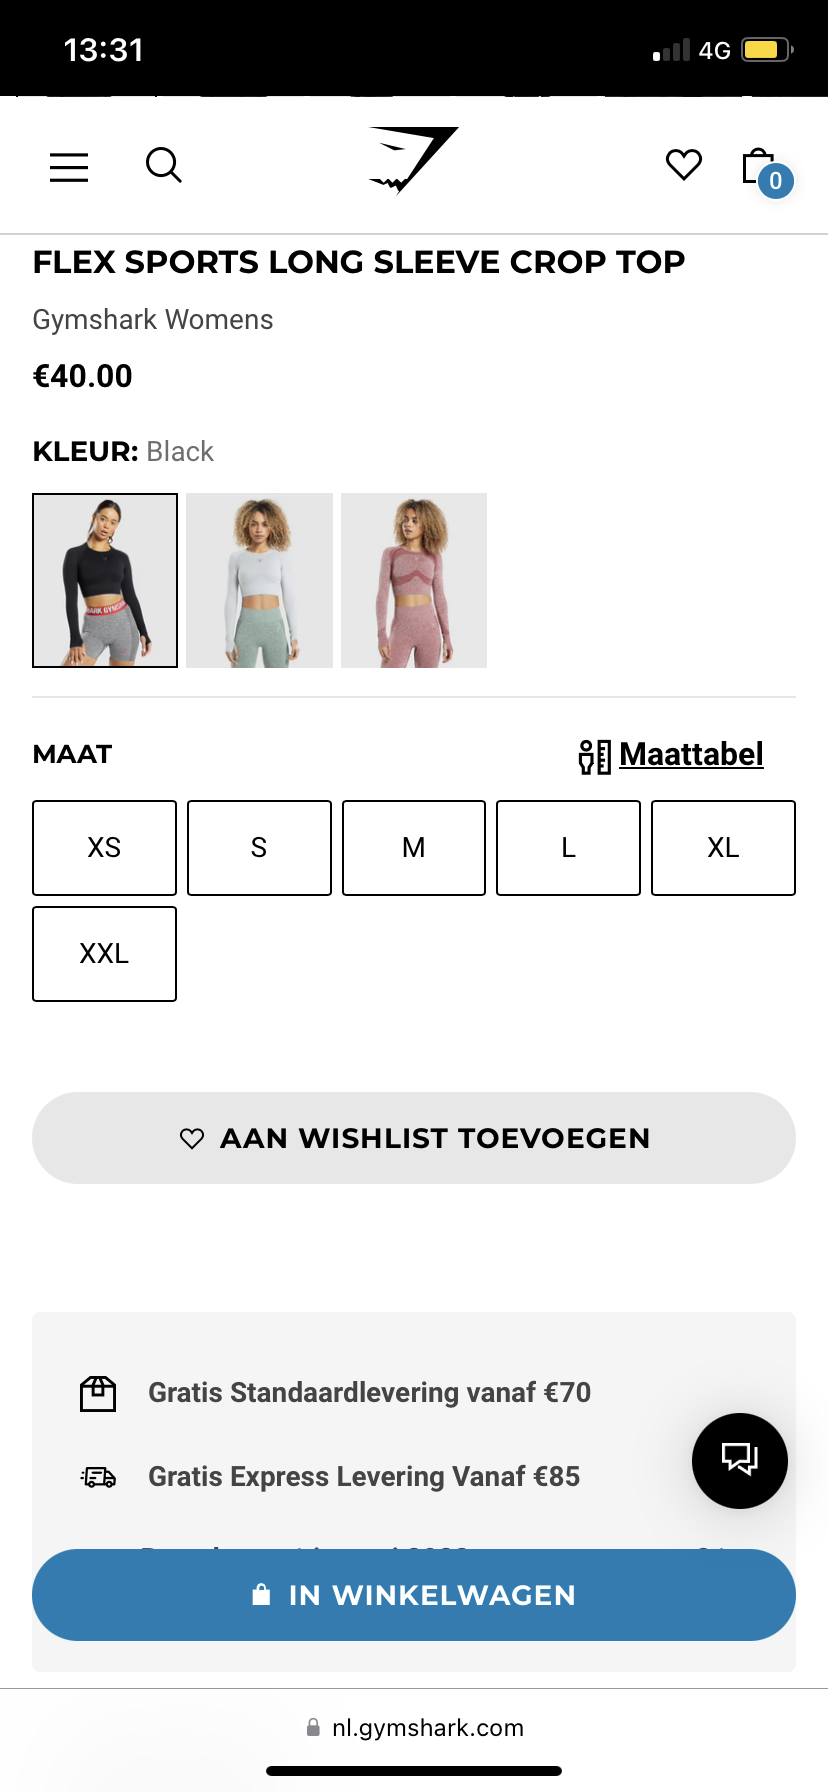 13:31 4G
0
FLEX SPORTS LONG SLEEVE CROP TOP
Gymshark Womens
€40.00
KLEUR: Black
MAAT Maattabel
XS S M L XL
XXL
AAN WISHLIST TOEVOEGEN
Gratis Standaardlevering vanaf €70
Gratis Express Levering Vanaf €85
IN WINKELWAGEN
nl.gymshark.com